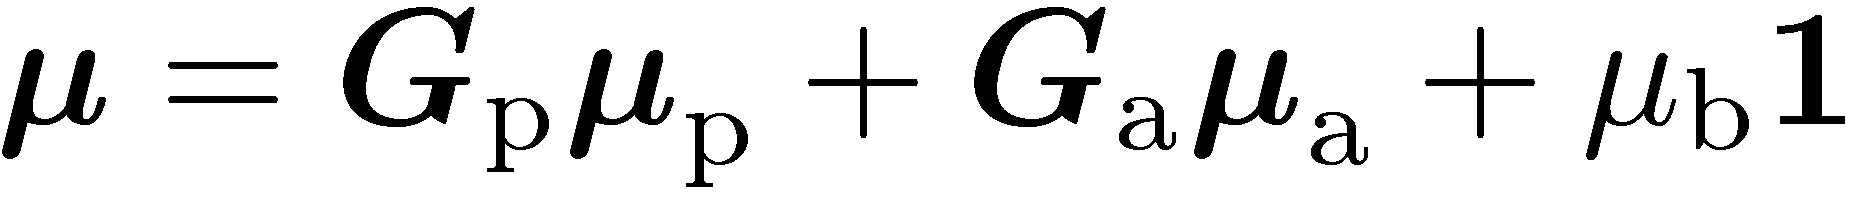 μ = G_p μ_p + G_a μ_a + μ_b 1